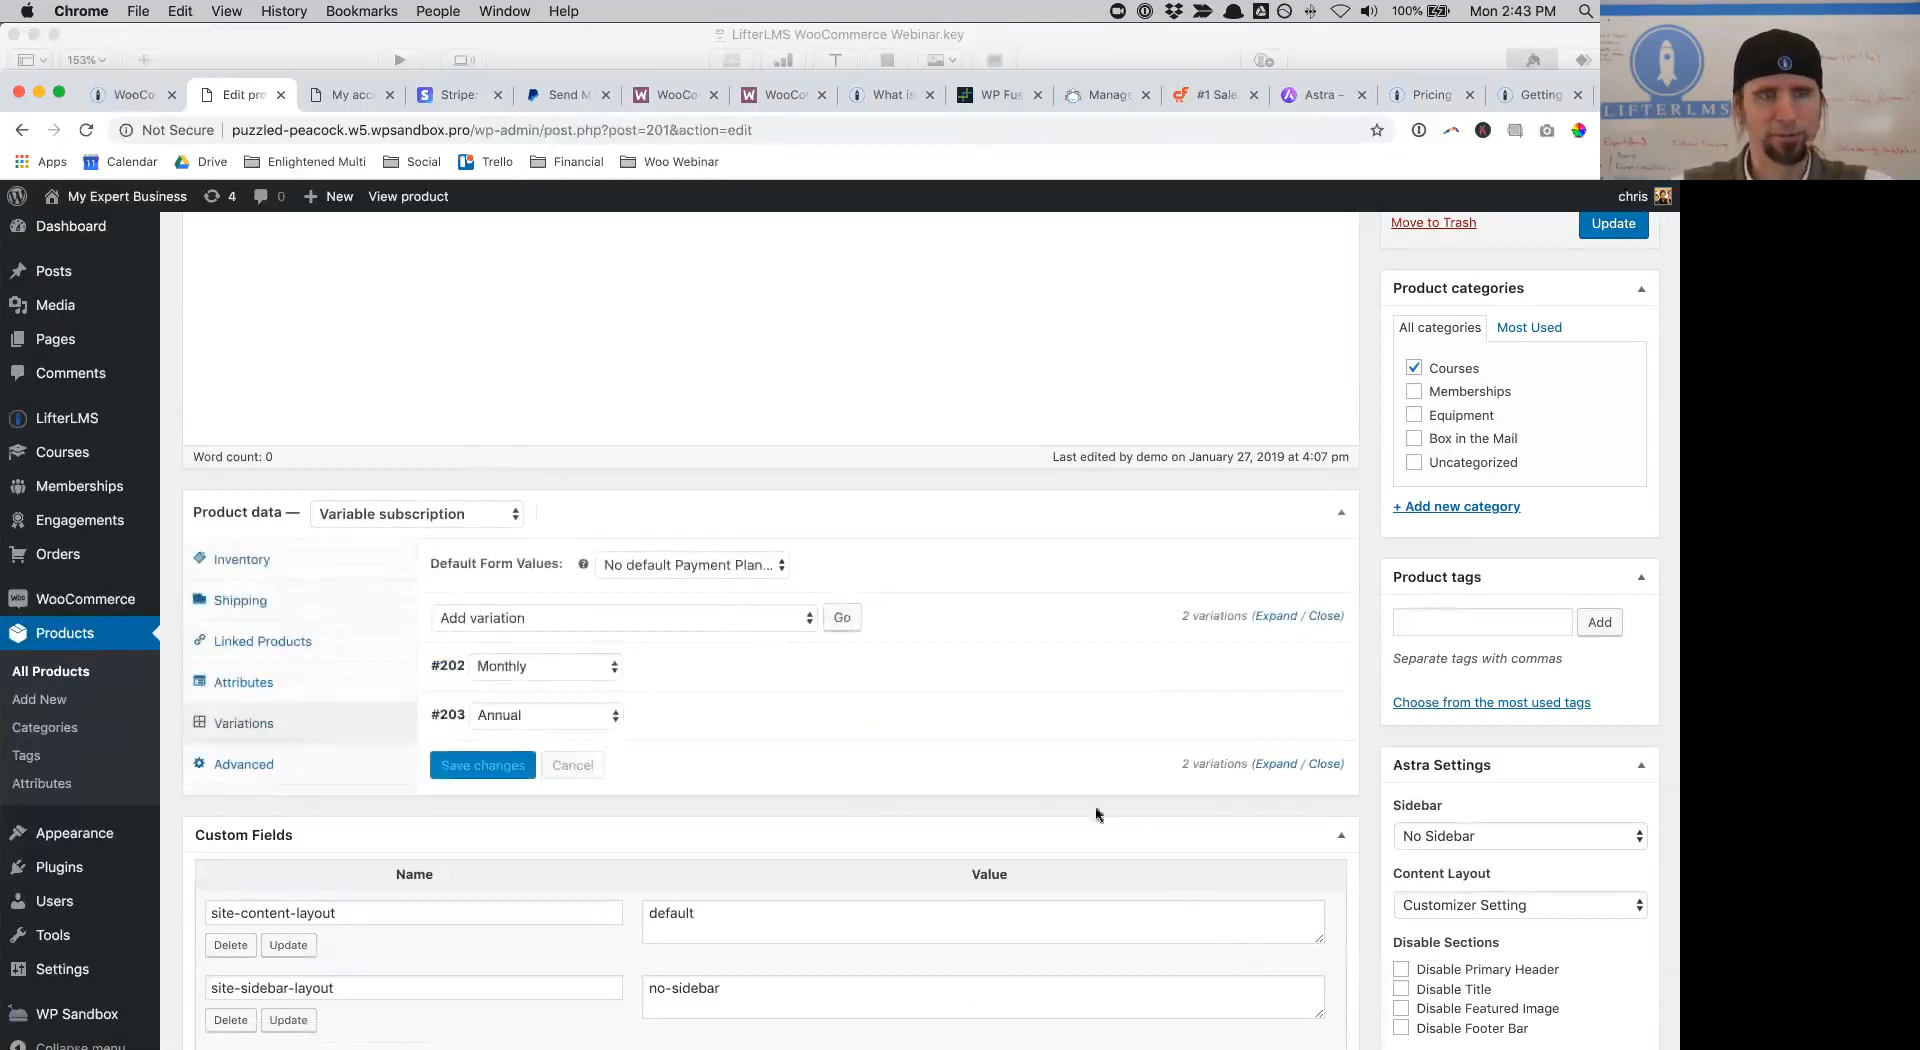 Chrome File Edit View History Bookmarks People Window Help
100% Mon 2:43 PM
LifterLMS WooCommerce Webinar.key
153%
WooCo
Edit pro
My acc
Stripe:
Send M
WooCo
WooCo
What is
WP Fus
Manage
#1 Sale
Astra –
Pricing
Getting
Not Secure puzzled-peacock.w5.wpsandbox.pro/wp-admin/post.php?post=201&action=edit
Apps Calendar Drive Enlightened Multi Social Trello Financial Woo Webinar
LIFTERLMS
My Expert Business 4 0 New View product
chris
Dashboard
Posts
Media
Pages
Comments
LifterLMS
Courses
Memberships
Engagements
Orders
WooCommerce
Products
All Products
Add New
Categories
Tags
Attributes
Appearance
Plugins
Users
Tools
Settings
WP Sandbox
Collapse menu
Word count: 0
Last edited by demo on January 27, 2019 at 4:07 pm
Product data — Variable subscription
Inventory
Shipping
Linked Products
Attributes
Variations
Advanced
Default Form Values: No default Payment Plan...
Add variation Go
2 variations (Expand / Close)
#202 Monthly
#203 Annual
Save changes Cancel
2 variations (Expand / Close)
Custom Fields
Name Value
site-content-layout default
Delete Update
site-sidebar-layout no-sidebar
Delete Update
Move to Trash Update
Product categories
All categories Most Used
Courses
Memberships
Equipment
Box in the Mail
Uncategorized
+ Add new category
Product tags
Add
Separate tags with commas
Choose from the most used tags
Astra Settings
Sidebar
No Sidebar
Content Layout
Customizer Setting
Disable Sections
Disable Primary Header
Disable Title
Disable Featured Image
Disable Footer Bar